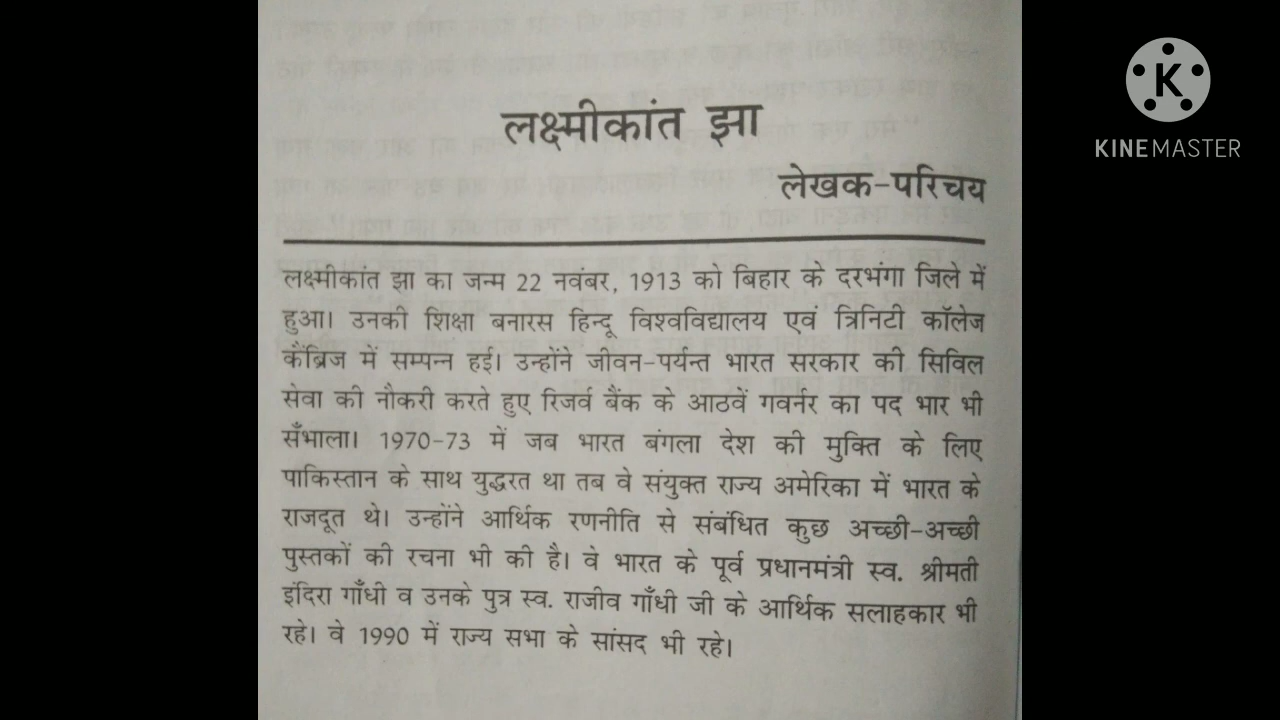 लक्ष्मीकांत झा
लेखक-परिचय
लक्ष्मीकांत झा का जन्म 22 नवंबर, 1913 को बिहार के दरभंगा जिले में
हुआ। उनकी शिक्षा बनारस हिन्दू विश्वविद्यालय एवं त्रिनिटी कॉलेज
कैंब्रिज में सम्पन्न हई। उन्होंने जीवन-पर्यन्त भारत सरकार की सिविल
सेवा की नौकरी करते हुए रिजर्व बैंक के आठवें गवर्नर का पद भार भी
सँभाला। 1970-73 में जब भारत बंगला देश की मुक्ति के लिए
पाकिस्तान के साथ युद्धरत था तब वे संयुक्त राज्य अमेरिका में भारत के
राजदूत थे। उन्होंने आर्थिक रणनीति से संबंधित कुछ अच्छी-अच्छी
पुस्तकों की रचना भी की है। वे भारत के पूर्व प्रधानमंत्री स्व. श्रीमती
इंदिरा गाँधी व उनके पुत्र स्व. राजीव गाँधी जी के आर्थिक सलाहकार भी
रहे। वे 1990 में राज्य सभा के सांसद भी रहे।
K
KINEMASTER